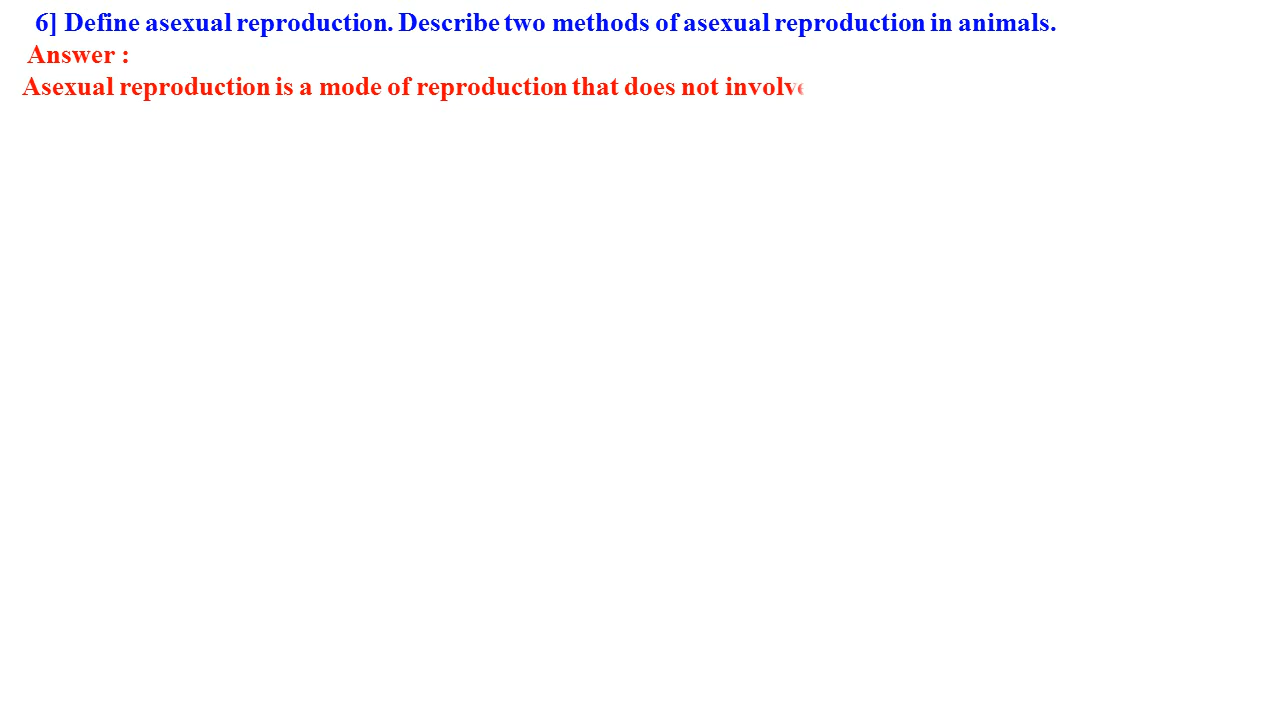 6] Define asexual reproduction. Describe two methods of asexual reproduction in animals.
Answer :
Asexual reproduction is a mode of reproduction that does not involve